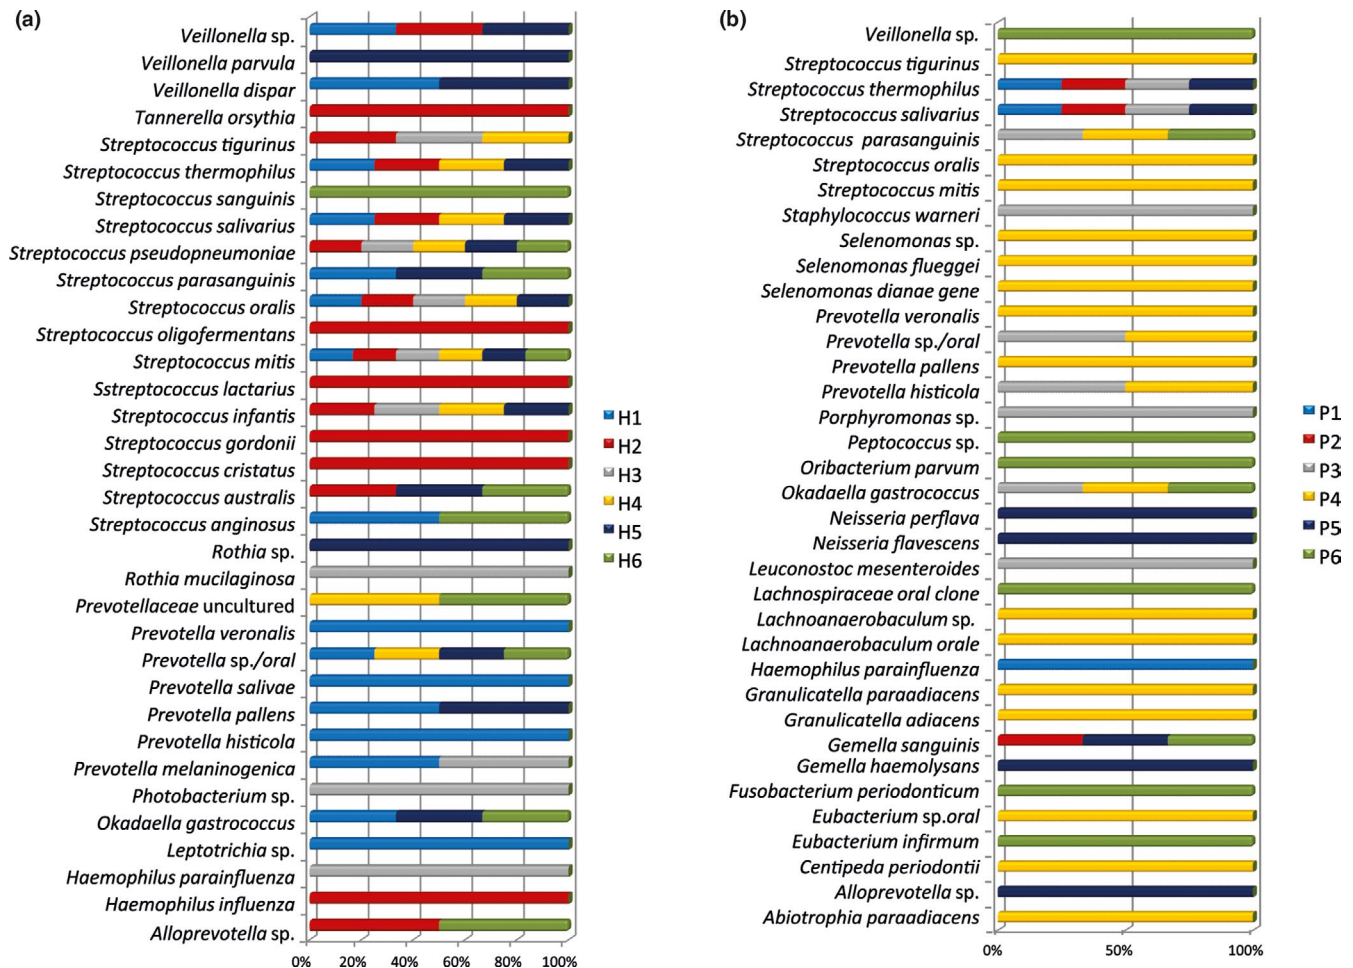 (a)
Veillonella sp.
Veillonella parvula
Veillonella dispar
Tannerella orsythia
Streptococcus tigurinus
Streptococcus thermophilus
Streptococcus sanguinis
Streptococcus salivarius
Streptococcus pseudopneumoniae
Streptococcus parasanguinis
Streptococcus oralis
Streptococcus oligofermentans
Streptococcus mitis
Sstreptococcus lactarius
Streptococcus infantis
Streptococcus gordonii
Streptococcus cristatus
Streptococcus australis
Streptococcus anginosus
Rothia sp.
Rothia mucilaginosa
Prevotellaceae uncultured
Prevotella veronalis
Prevotella sp./oral
Prevotella salivae
Prevotella pallens
Prevotella histicola
Prevotella melaninogenica
Photobacterium sp.
Okadaella gastrococcus
Leptotrichia sp.
Haemophilus parainfluenza
Haemophilus influenza
Alloprevotella sp.
0% 20% 40% 60% 80% 100%
H1
H2
H3
H4
H5
H6
(b)
Veillonella sp.
Streptococcus tigurinus
Streptococcus thermophilus
Streptococcus salivarius
Streptococcus parasanguinis
Streptococcus oralis
Streptococcus mitis
Staphylococcus warneri
Selenomonas sp.
Selenomonas flueggei
Selenomonas dianae gene
Prevotella veronalis
Prevotella sp./oral
Prevotella pallens
Prevotella histicola
Porphyromonas sp.
Peptococcus sp.
Oribacterium parvum
Okadaella gastrococcus
Neisseria perflava
Neisseria flavescens
Leuconostoc mesenteroides
Lachnospiraceae oral clone
Lachnoanaerobaculum sp.
Lachnoanaerobaculum orale
Haemophilus parainfluenza
Granulicatella paraadiacens
Granulicatella adiacens
Gemella sanguinis
Gemella haemolysans
Fusobacterium periodonticum
Eubacterium sp.oral
Eubacterium infirmum
Centipeda periodontii
Alloprevotella sp.
Abiotrophia paraadiacens
0% 50% 100%
P1
P2
P3
P4
P5
P6